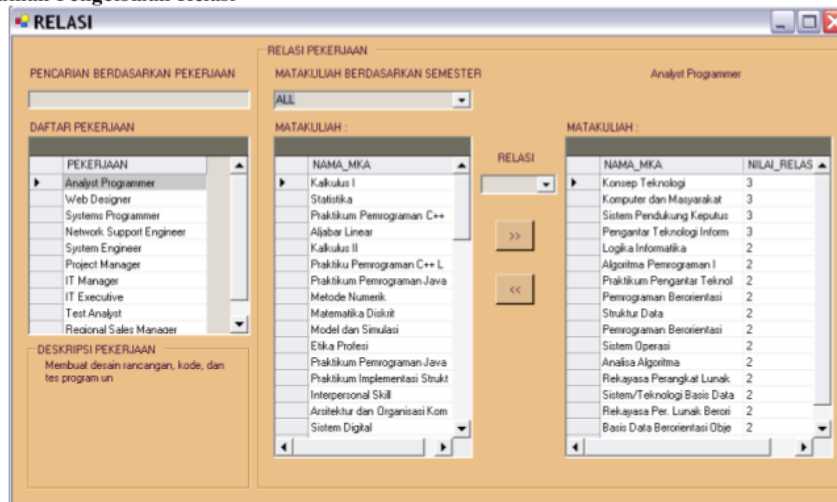 Pengelolaan Relasi
RELASI
PENCARIAN BERDASARKAN PEKERJAAN
DAFTAR PEKERJAAN
PEKERJAAN
Analyst Programmer
Web Designer
Systems Programmer
Network Support Engineer
System Engineer
Project Manager
IT Manager
IT Executive
Test Analyst
Regional Sales Manager
DESKRIPSI PEKERJAAN
Membuat desain rancangan, kode, dan
tes program un
RELASI PEKERJAAN
MATAKULIAH BERDASARKAN SEMESTER
ALL
MATAKULIAH :
NAMA_MKA
Kalkulus I
Statistika
Praktikum Pemrograman C++
Aljabar Linear
Kalkulus II
Praktiku Pemrograman C++ L
Praktikum Pemrograman Java
Metode Numerik
Matematika Diskrit
Model dan Simulasi
Etika Profesi
Praktikum Pemrograman Java
Praktikum Implementasi Strukt
Interpersonal Skill
Arsitektur dan Organisasi Kom
Sistem Digital
RELASI
>>
<<
Analyst Programmer
MATAKULIAH :
NAMA_MKA NILAI_RELAS
Konsep Teknologi 3
Komputer dan Masyarakat 3
Sistem Pendukung Keputus 3
Pengantar Teknologi Inform 3
Logika Informatika 2
Algoritma Pemrograman I 2
Praktikum Pengantar Teknol 2
Pemrograman Berorientasi 2
Struktur Data 2
Pemrograman Berorientasi 2
Sistem Operasi 2
Analisa Algoritma 2
Rekayasa Perangkat Lunak 2
Sistem/Teknologi Basis Data 2
Rekayasa Per. Lunak Berori 2
Basis Data Berorientasi Obje 2